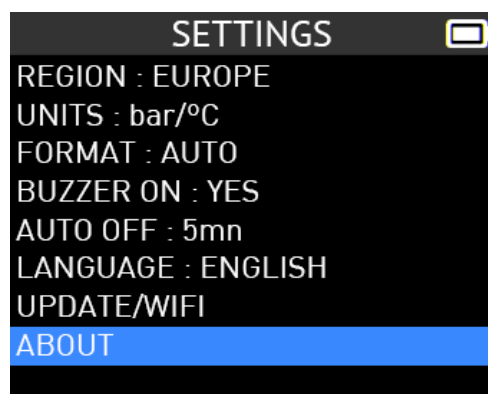 SETTINGS
REGION : EUROPE
UNITS : bar/ºC
FORMAT : AUTO
BUZZER ON : YES
AUTO OFF : 5mn
LANGUAGE : ENGLISH
UPDATE/WIFI
ABOUT